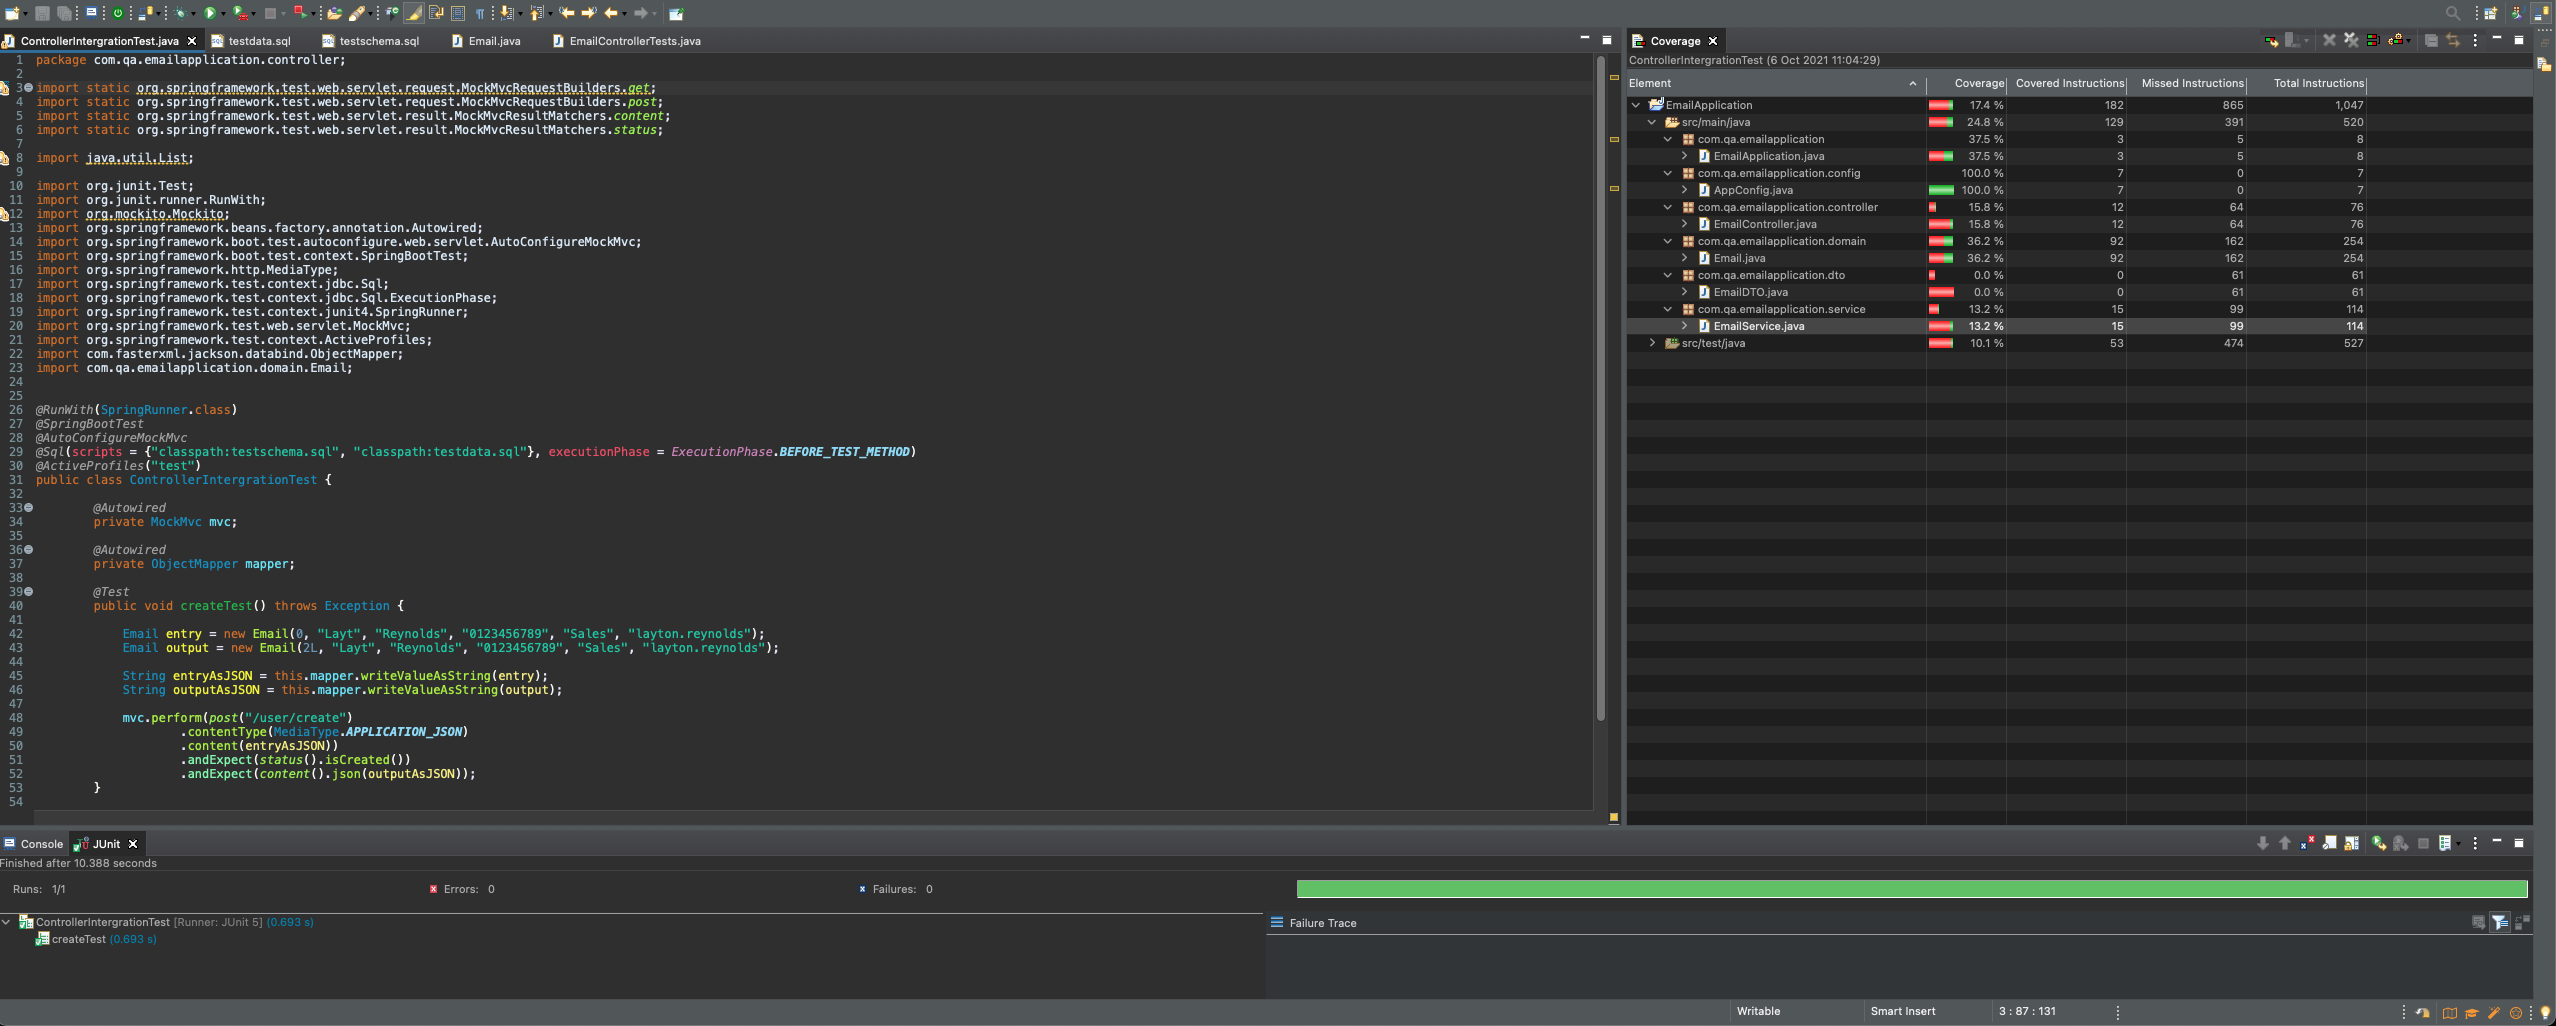 ControllerIntergrationTest.java testdata.sql testschema.sql Email.java EmailControllerTests.java
1 package com.qa.emailapplication.controller;
2
3 import static org.springframework.test.web.servlet.request.MockMvcRequestBuilders.get;
4 import static org.springframework.test.web.servlet.request.MockMvcRequestBuilders.post;
5 import static org.springframework.test.web.servlet.result.MockMvcResultMatchers.content;
6 import static org.springframework.test.web.servlet.result.MockMvcResultMatchers.status;
7
8 import java.util.List;
9
10 import org.junit.Test;
11 import org.junit.runner.RunWith;
12 import org.mockito.Mockito;
13 import org.springframework.beans.factory.annotation.Autowired;
14 import org.springframework.boot.test.autoconfigure.web.servlet.AutoConfigureMockMvc;
15 import org.springframework.boot.test.context.SpringBootTest;
16 import org.springframework.http.MediaType;
17 import org.springframework.test.context.jdbc.Sql;
18 import org.springframework.test.context.jdbc.Sql.ExecutionPhase;
19 import org.springframework.test.context.junit4.SpringRunner;
20 import org.springframework.test.web.servlet.MockMvc;
21 import org.springframework.test.context.ActiveProfiles;
22 import com.fasterxml.jackson.databind.ObjectMapper;
23 import com.qa.emailapplication.domain.Email;
24
25
26 @RunWith(SpringRunner.class)
27 @SpringBootTest
28 @AutoConfigureMockMvc
29 @Sql(scripts = {"classpath:testschema.sql", "classpath:testdata.sql"}, executionPhase = ExecutionPhase.BEFORE_TEST_METHOD)
30 @ActiveProfiles("test")
31 public class ControllerIntergrationTest {
32
33 @Autowired
34 private MockMvc mvc;
35
36 @Autowired
37 private ObjectMapper mapper;
38
39 @Test
40 public void createTest() throws Exception {
41
42 Email entry = new Email(0, "Layt", "Reynolds", "0123456789", "Sales", "layton.reynolds");
43 Email output = new Email(2L, "Layt", "Reynolds", "0123456789", "Sales", "layton.reynolds");
44
45 String entryAsJSON = this.mapper.writeValueAsString(entry);
46 String outputAsJSON = this.mapper.writeValueAsString(output);
47
48 mvc.perform(post("/user/create")
49 .contentType(MediaType.APPLICATION_JSON)
50 .content(entryAsJSON))
51 .andExpect(status().isCreated())
52 .andExpect(content().json(outputAsJSON));
53 }
54
Coverage
ControllerIntergrationTest (6 Oct 2021 11:04:29)
Element Coverage Covered Instructions Missed Instructions Total Instructions
EmailApplication 17.4 % 182 865 1,047
src/main/java 24.8 % 129 391 520
com.qa.emailapplication 37.5 % 3 5 8
EmailApplication.java 37.5 % 3 5 8
com.qa.emailapplication.config 100.0 % 7 0 7
AppConfig.java 100.0 % 7 0 7
com.qa.emailapplication.controller 15.8 % 12 64 76
EmailController.java 15.8 % 12 64 76
com.qa.emailapplication.domain 36.2 % 92 162 254
Email.java 36.2 % 92 162 254
com.qa.emailapplication.dto 0.0 % 0 61 61
EmailDTO.java 0.0 % 0 61 61
com.qa.emailapplication.service 13.2 % 15 99 114
EmailService.java 13.2 % 15 99 114
src/test/java 10.1 % 53 474 527
Console JUnit
Finished after 10.388 seconds
Runs: 1/1 Errors: 0 Failures: 0
ControllerIntergrationTest [Runner: JUnit 5] (0.693 s)
createTest (0.693 s)
Failure Trace
Writable Smart Insert 3 : 87 : 131